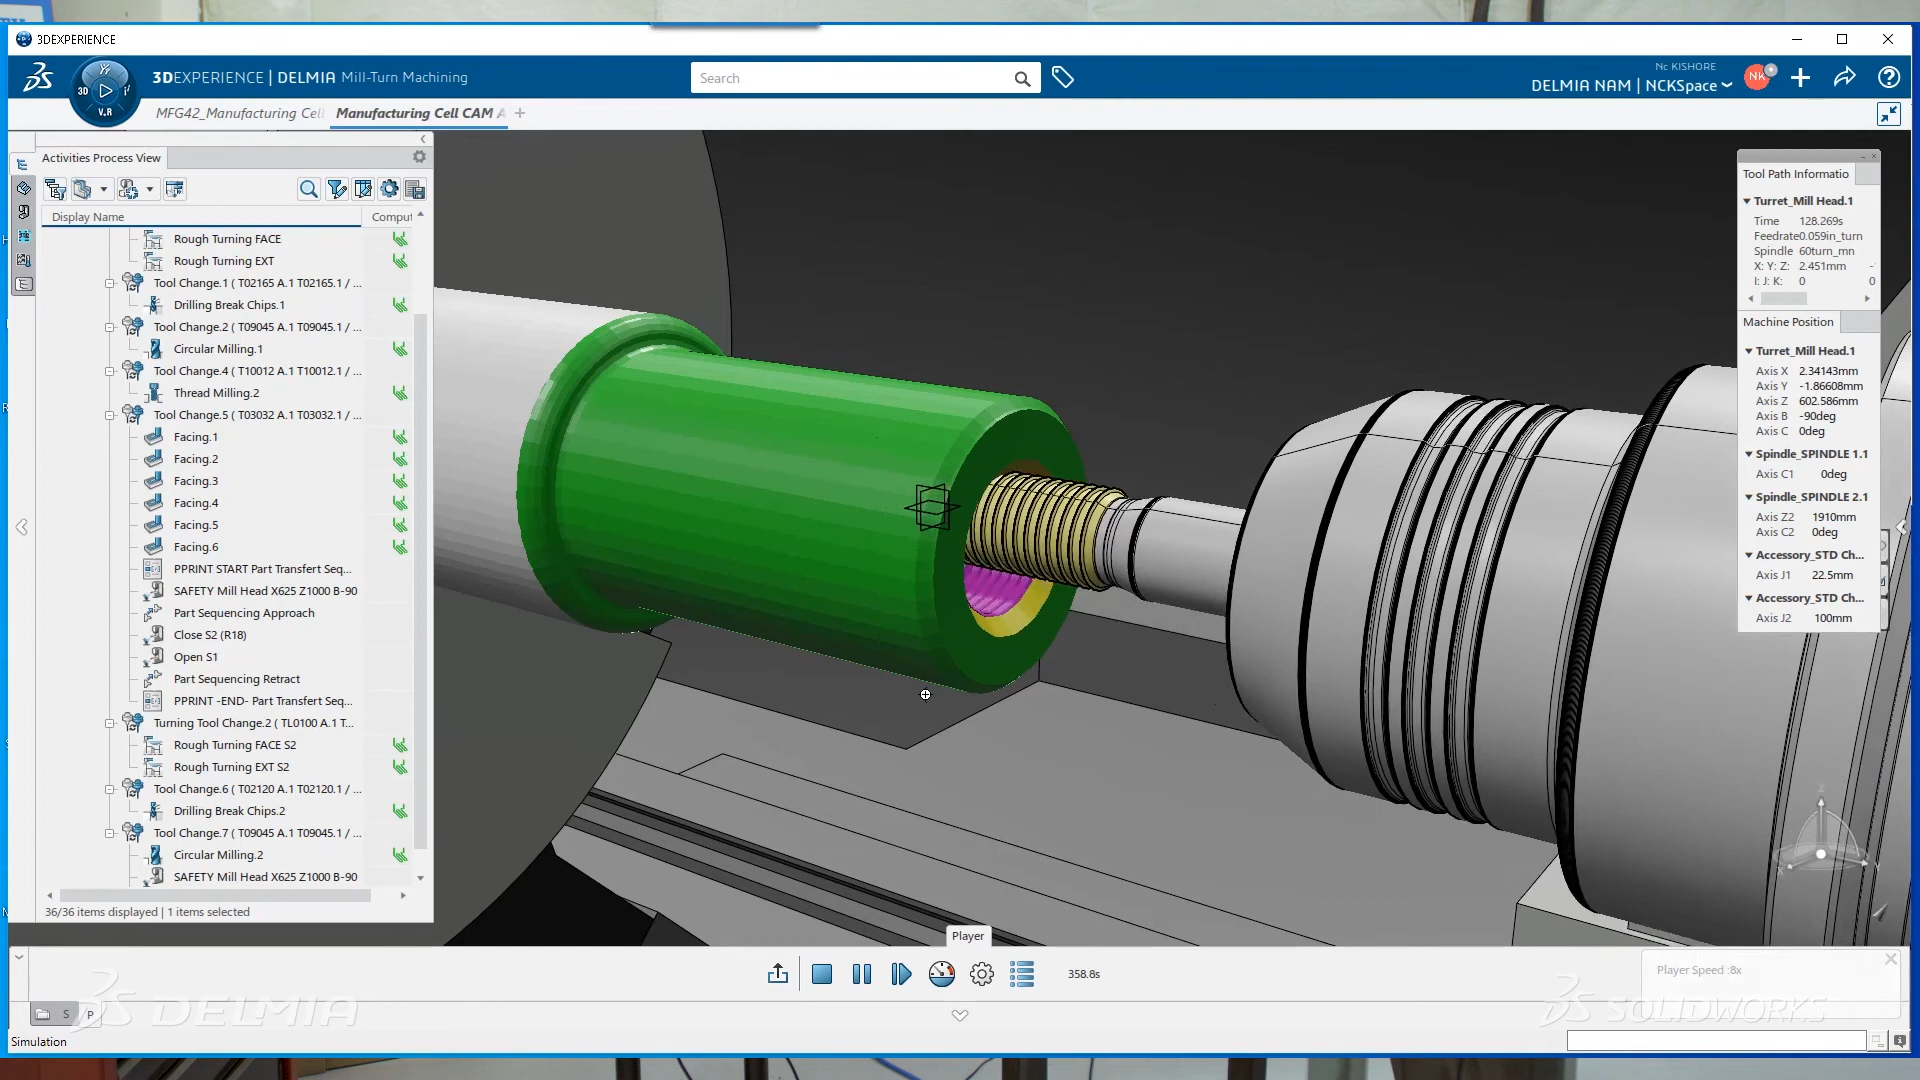 3DEXPERIENCE
3DEXPERIENCE | DELMIA Mill-Turn Machining
Search
Nc KISHORE
DELMIA NAM | NCKSpace
NK
3D
V.R
MFG42_Manufacturing Cell
Manufacturing Cell CAM A
Activities Process View
Display Name
Comput
Rough Turning FACE
Rough Turning EXT
Tool Change.1 ( T02165 A.1 T02165.1 / ...
Drilling Break Chips.1
Tool Change.2 ( T09045 A.1 T09045.1 / ...
Circular Milling.1
Tool Change.4 ( T10012 A.1 T10012.1 / ...
Thread Milling.2
Tool Change.5 ( T03032 A.1 T03032.1 / ...
Facing.1
Facing.2
Facing.3
Facing.4
Facing.5
Facing.6
PPRINT START Part Transfert Seq...
SAFETY Mill Head X625 Z1000 B-90
Part Sequencing Approach
Close S2 (R18)
Open S1
Part Sequencing Retract
PPRINT -END- Part Transfert Seq...
Turning Tool Change.2 ( TL0100 A.1 T...
Rough Turning FACE S2
Rough Turning EXT S2
Tool Change.6 ( T02120 A.1 T02120.1 / ...
Drilling Break Chips.2
Tool Change.7 ( T09045 A.1 T09045.1 / ...
Circular Milling.2
SAFETY Mill Head X625 Z1000 B-90
36/36 items displayed | 1 items selected
Tool Path Informatio
Turret_Mill Head.1
Time 128.269s
Feedrate0.059in_turn
Spindle 60turn_mn
X: Y: Z: 2.451mm -
I: J: K: 0 0
Machine Position
Turret_Mill Head.1
Axis X 2.34143mm
Axis Y -1.86608mm
Axis Z 602.586mm
Axis B -90deg
Axis C 0deg
Spindle_SPINDLE 1.1
Axis C1 0deg
Spindle_SPINDLE 2.1
Axis Z2 1910mm
Axis C2 0deg
Accessory_STD Ch...
Axis J1 22.5mm
Accessory_STD Ch...
Axis J2 100mm
Player
358.8s
Player Speed :8x
S P
DELMIA
SOLIDWORKS
Simulation